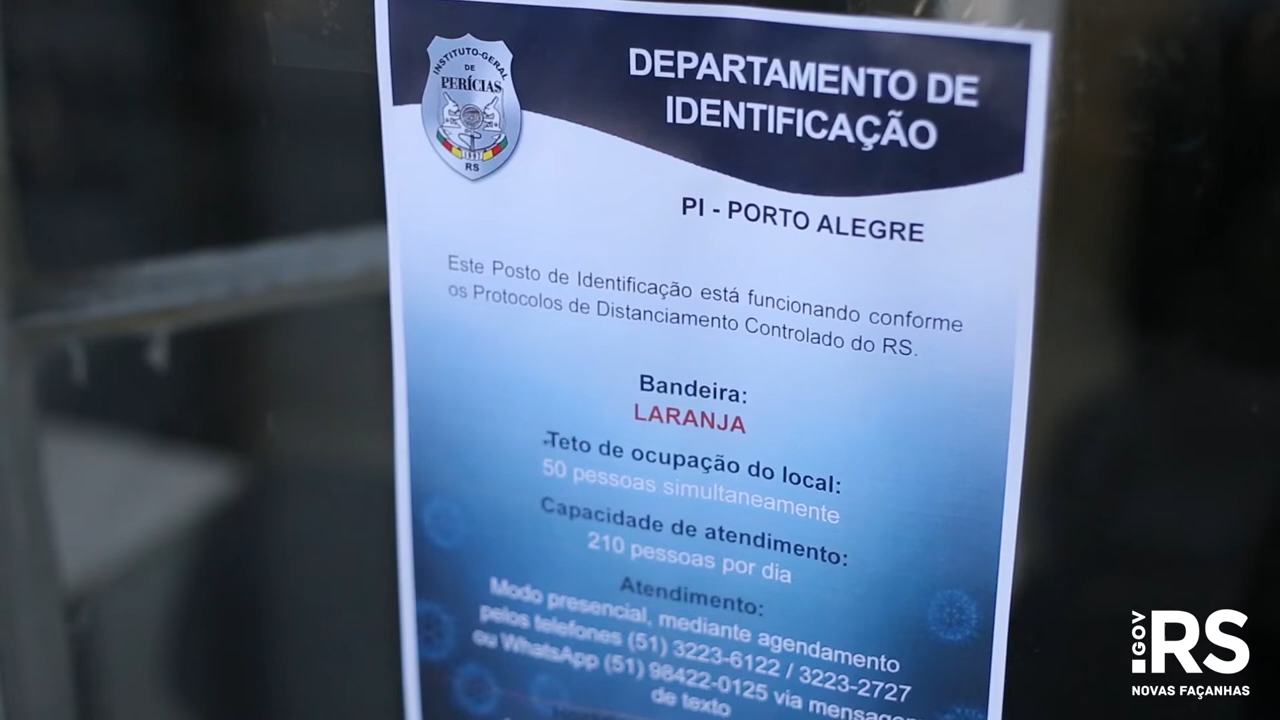 INSTITUTO-GERAL
DE
PERÍCIAS
1997
RS
DEPARTAMENTO DE
IDENTIFICAÇÃO
PI - PORTO ALEGRE
Este Posto de Identificação está funcionando conforme
os Protocolos de Distanciamento Controlado do RS.
Bandeira:
LARANJA
Teto de ocupação do local:
50 pessoas simultaneamente
Capacidade de atendimento:
210 pessoas por dia
Atendimento:
Modo presencial, mediante agendamento
pelos telefones (51) 3223-6122 / 3223-2727
ou WhatsApp (51) 98422-0125 via mensagem
de texto
.GOV
RS
NOVAS FAÇANHAS